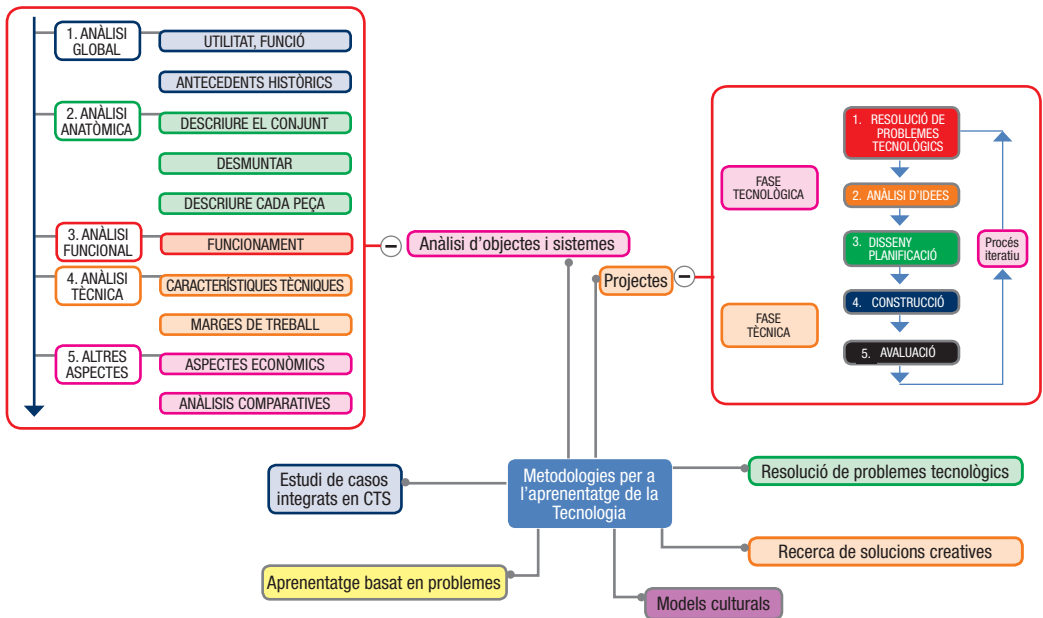 1. ANÀLISI
GLOBAL
UTILITAT, FUNCIÓ
ANTECEDENTS HISTÒRICS
2. ANÀLISI
ANATÒMICA
DESCRIURE EL CONJUNT
DESMUNTAR
DESCRIURE CADA PEÇA
3. ANÀLISI
FUNCIONAL
FUNCIONAMENT
4. ANÀLISI
TÈCNICA
CARACTERÍSTIQUES TÈCNIQUES
MARGES DE TREBALL
5. ALTRES
ASPECTES
ASPECTES ECONÒMICS
ANÀLISIS COMPARATIVES
Anàlisi d'objectes i sistemes
Projectes
FASE
TECNOLÒGICA
FASE
TÈCNICA
1. RESOLUCIÓ DE
PROBLEMES
TECNOLÒGICS
2. ANÀLISI D'IDEES
3. DISSENY
PLANIFICACIÓ
4. CONSTRUCCIÓ
5. AVALUACIÓ
Procés
iteratiu
Metodologies per a
l'aprenentatge de la
Tecnologia
Estudi de casos
integrats en CTS
Aprenentatge basat en problemes
Resolució de problemes tecnològics
Recerca de solucions creatives
Models culturals